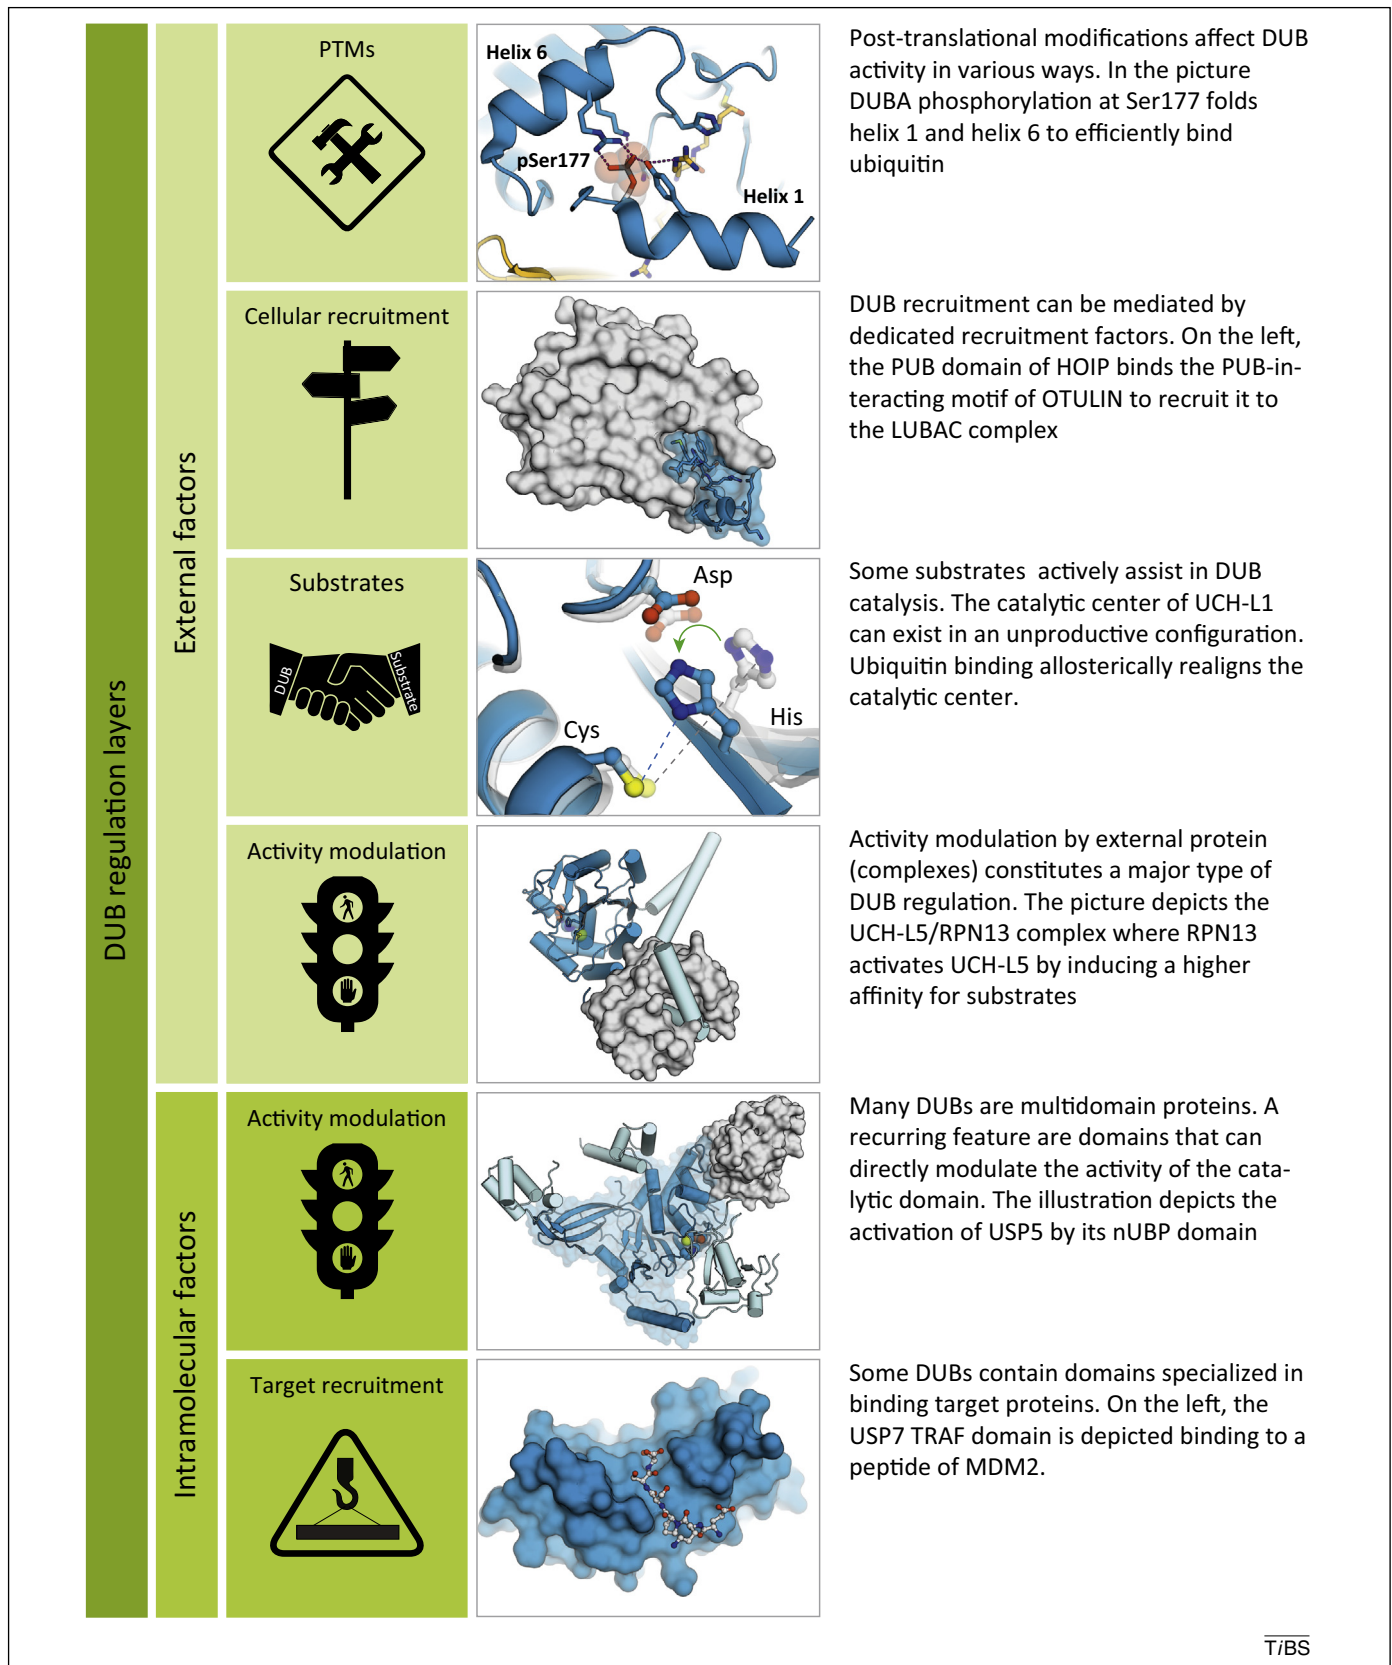 DUB regulation layers
External factors
PTMs
Helix 6
pSer177
Helix 1
Post-translational modifications affect DUB
activity in various ways. In the picture
DUBA phosphorylation at Ser177 folds
helix 1 and helix 6 to efficiently bind
ubiquitin
Cellular recruitment
DUB recruitment can be mediated by
dedicated recruitment factors. On the left,
the PUB domain of HOIP binds the PUB-in-
teracting motif of OTULIN to recruit it to
the LUBAC complex
Substrates
DUB
Substrate
Asp
His
Cys
Some substrates actively assist in DUB
catalysis. The catalytic center of UCH-L1
can exist in an unproductive configuration.
Ubiquitin binding allosterically realigns the
catalytic center.
Activity modulation
Activity modulation by external protein
(complexes) constitutes a major type of
DUB regulation. The picture depicts the
UCH-L5/RPN13 complex where RPN13
activates UCH-L5 by inducing a higher
affinity for substrates
Intramolecular factors
Activity modulation
Many DUBs are multidomain proteins. A
recurring feature are domains that can
directly modulate the activity of the cata-
lytic domain. The illustration depicts the
activation of USP5 by its nUBP domain
Target recruitment
Some DUBs contain domains specialized in
binding target proteins. On the left, the
USP7 TRAF domain is depicted binding to a
peptide of MDM2.
TiBS